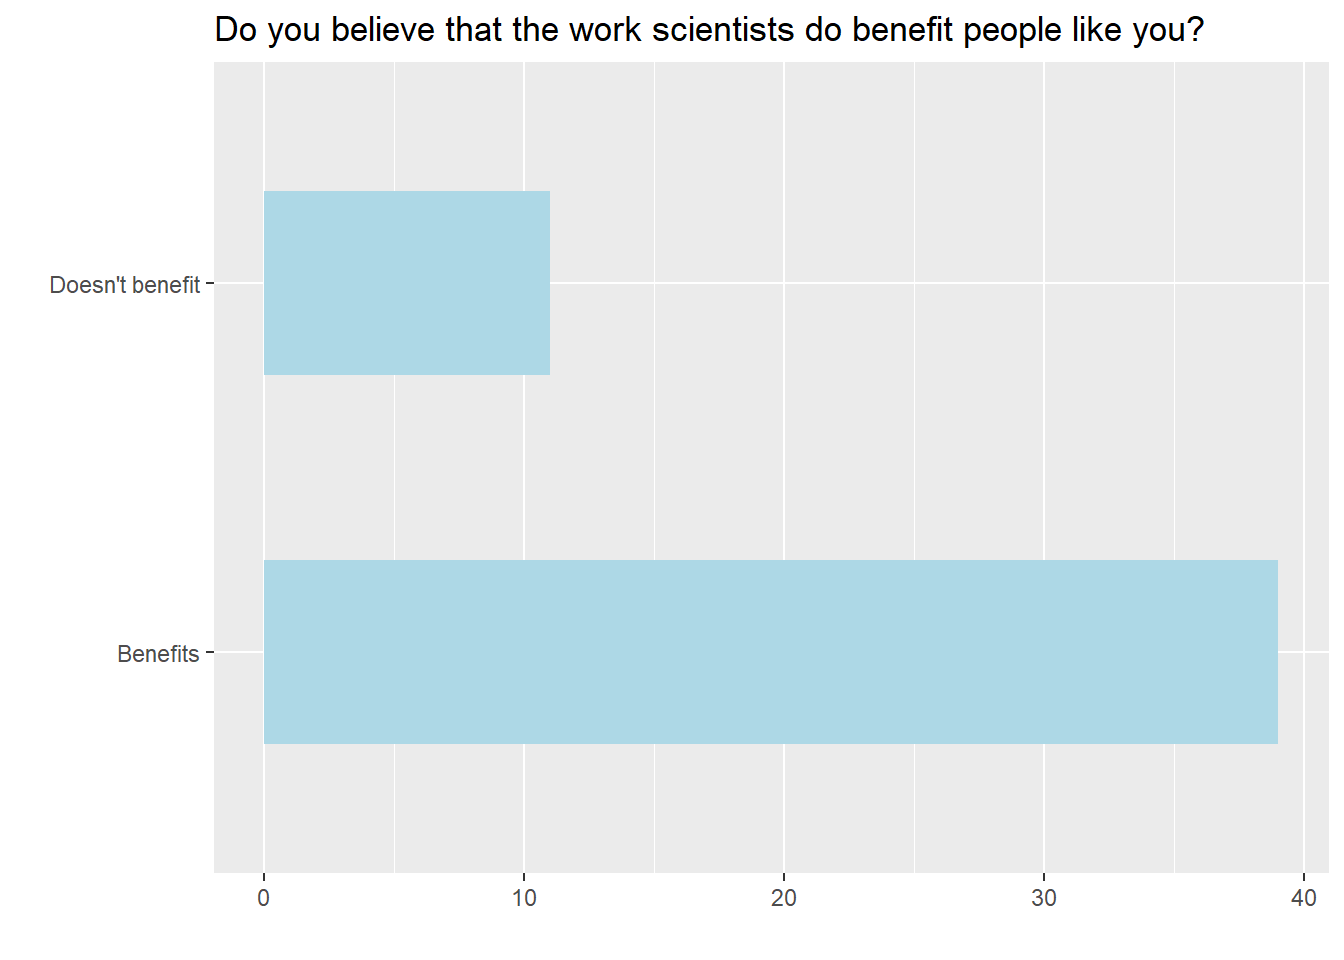 Do you believe that the work scientists do benefit people like you?
Doesn't benefit
Benefits
0 10 20 30 40